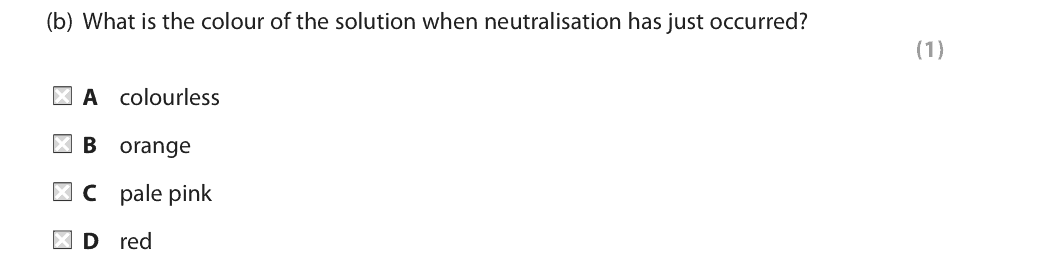 (b) What is the colour of the solution when neutralisation has just occurred?
(1)
A colourless
B orange
C pale pink
D red